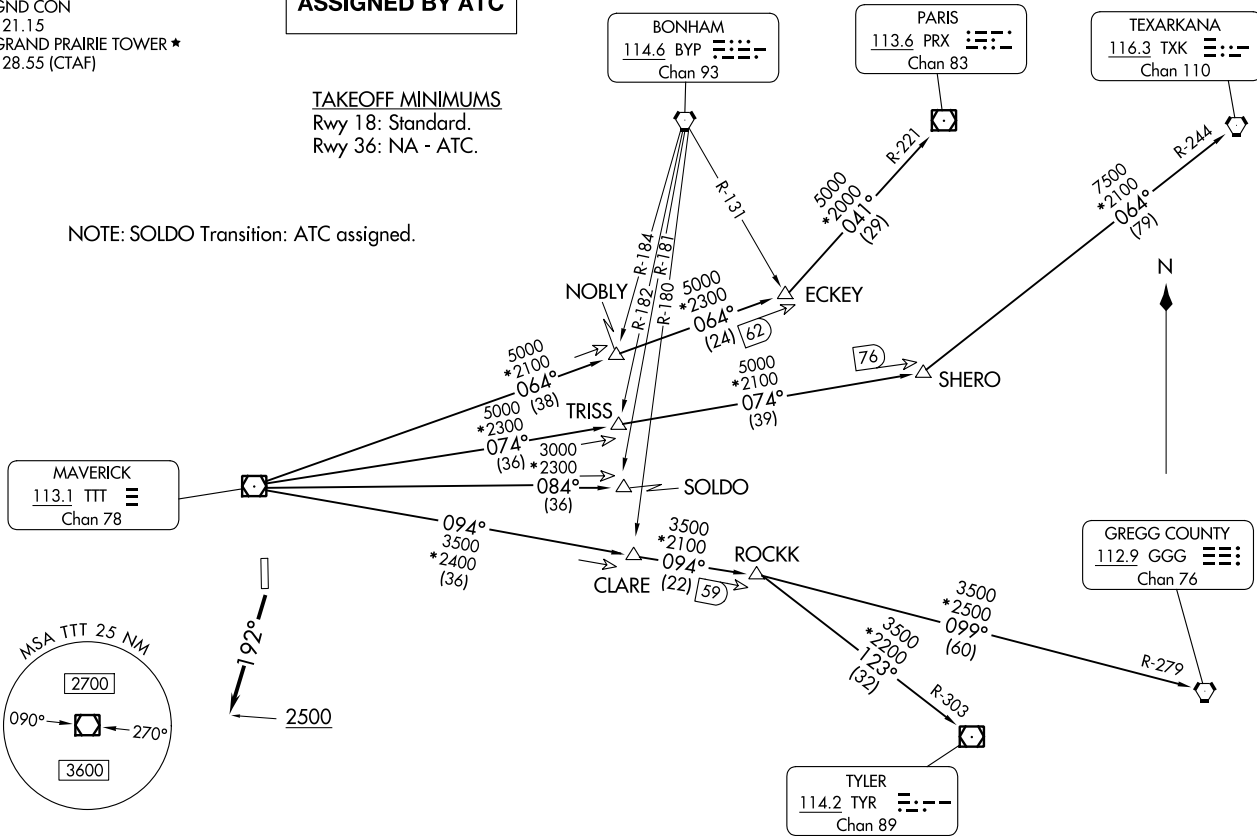 GND CON
21.15
GRAND PRAIRIE TOWER ★
28.55 (CTAF)
ASSIGNED BY ATC
TAKEOFF MINIMUMS
Rwy 18: Standard.
Rwy 36: NA - ATC.
NOTE: SOLDO Transition: ATC assigned.
BONHAM
114.6 BYP
Chan 93
PARIS
113.6 PRX
Chan 83
TEXARKANA
116.3 TXK
Chan 110
R-221
R-244
R-131
5000
*2000
041°
(29)
7500
*2100
064°
(79)
R-184
R-181
R-182
R-180
NOBLY
5000
*2300
064°
(24)
62
ECKEY
N
5000
*2100
064°
(38)
76
SHERO
5000
*2100
074°
(39)
TRISS
5000
*2300
074°
(36)
3000
*2300
084°
(36)
SOLDO
MAVERICK
113.1 TTT
Chan 78
094°
3500
*2400
(36)
CLARE
3500
*2100
094°
(22)
59
ROCKK
GREGG COUNTY
112.9 GGG
Chan 76
3500
*2500
099°
(60)
R-279
3500
*2200
123°
(32)
R-303
TYLER
114.2 TYR
Chan 89
192°
2500
MSA TTT 25 NM
2700
090°
270°
3600